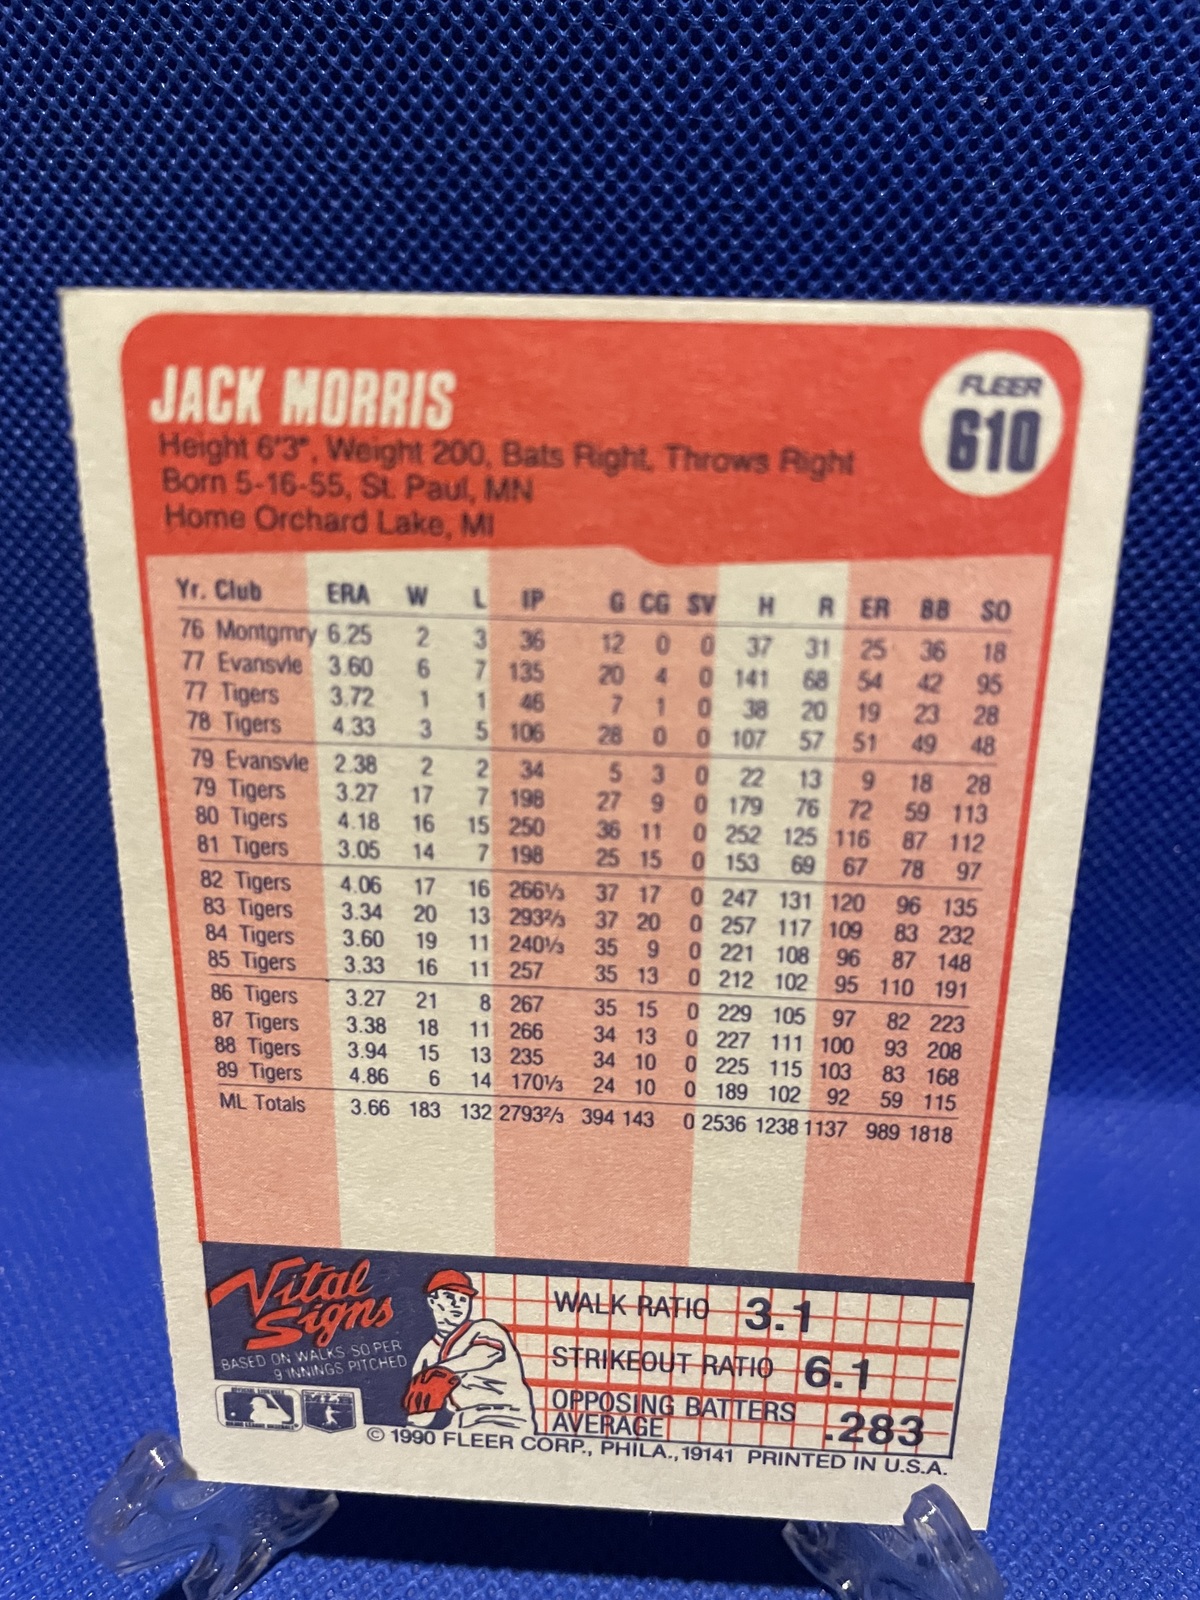 JACK MORRIS
FLEER
610
Height 6'3", Weight 200, Bats Right, Throws Right
Born 5-16-55, St. Paul, MN
Home Orchard Lake, MI
Yr. Club ERA W L IP G CG SV H R ER BB SO
76 Montgmry 6.25 2 3 36 12 0 0 37 31 25 36 18
77 Evansvle 3.60 6 7 135 20 4 0 141 68 54 42 95
77 Tigers 3.72 1 1 46 7 1 0 38 20 19 23 28
78 Tigers 4.33 3 5 106 28 0 0 107 57 51 49 48
79 Evansvle 2.38 2 2 34 5 3 0 22 13 9 18 28
79 Tigers 3.27 17 7 198 27 9 0 179 76 72 59 113
80 Tigers 4.18 16 15 250 36 11 0 252 125 116 87 112
81 Tigers 3.05 14 7 198 25 15 0 153 69 67 78 97
82 Tigers 4.06 17 16 266⅓ 37 17 0 247 131 120 96 135
83 Tigers 3.34 20 13 293⅔ 37 20 0 257 117 109 83 232
84 Tigers 3.60 19 11 240⅓ 35 9 0 221 108 96 87 148
85 Tigers 3.33 16 11 257 35 13 0 212 102 95 110 191
86 Tigers 3.27 21 8 267 35 15 0 229 105 97 82 223
87 Tigers 3.38 18 11 266 34 13 0 227 111 100 93 208
88 Tigers 3.94 15 13 235 34 10 0 225 115 103 83 168
89 Tigers 4.86 6 14 170⅓ 24 10 0 189 102 92 59 115
ML Totals 3.66 183 132 2793⅔ 394 143 0 2536 1238 1137 989 1818
Vital
Signs
BASED ON WALKS, SO PER
9 INNINGS PITCHED
WALK RATIO 3.1
STRIKEOUT RATIO 6.1
OPPOSING BATTERS
AVERAGE .283
© 1990 FLEER CORP., PHILA., 19141 PRINTED IN U.S.A.